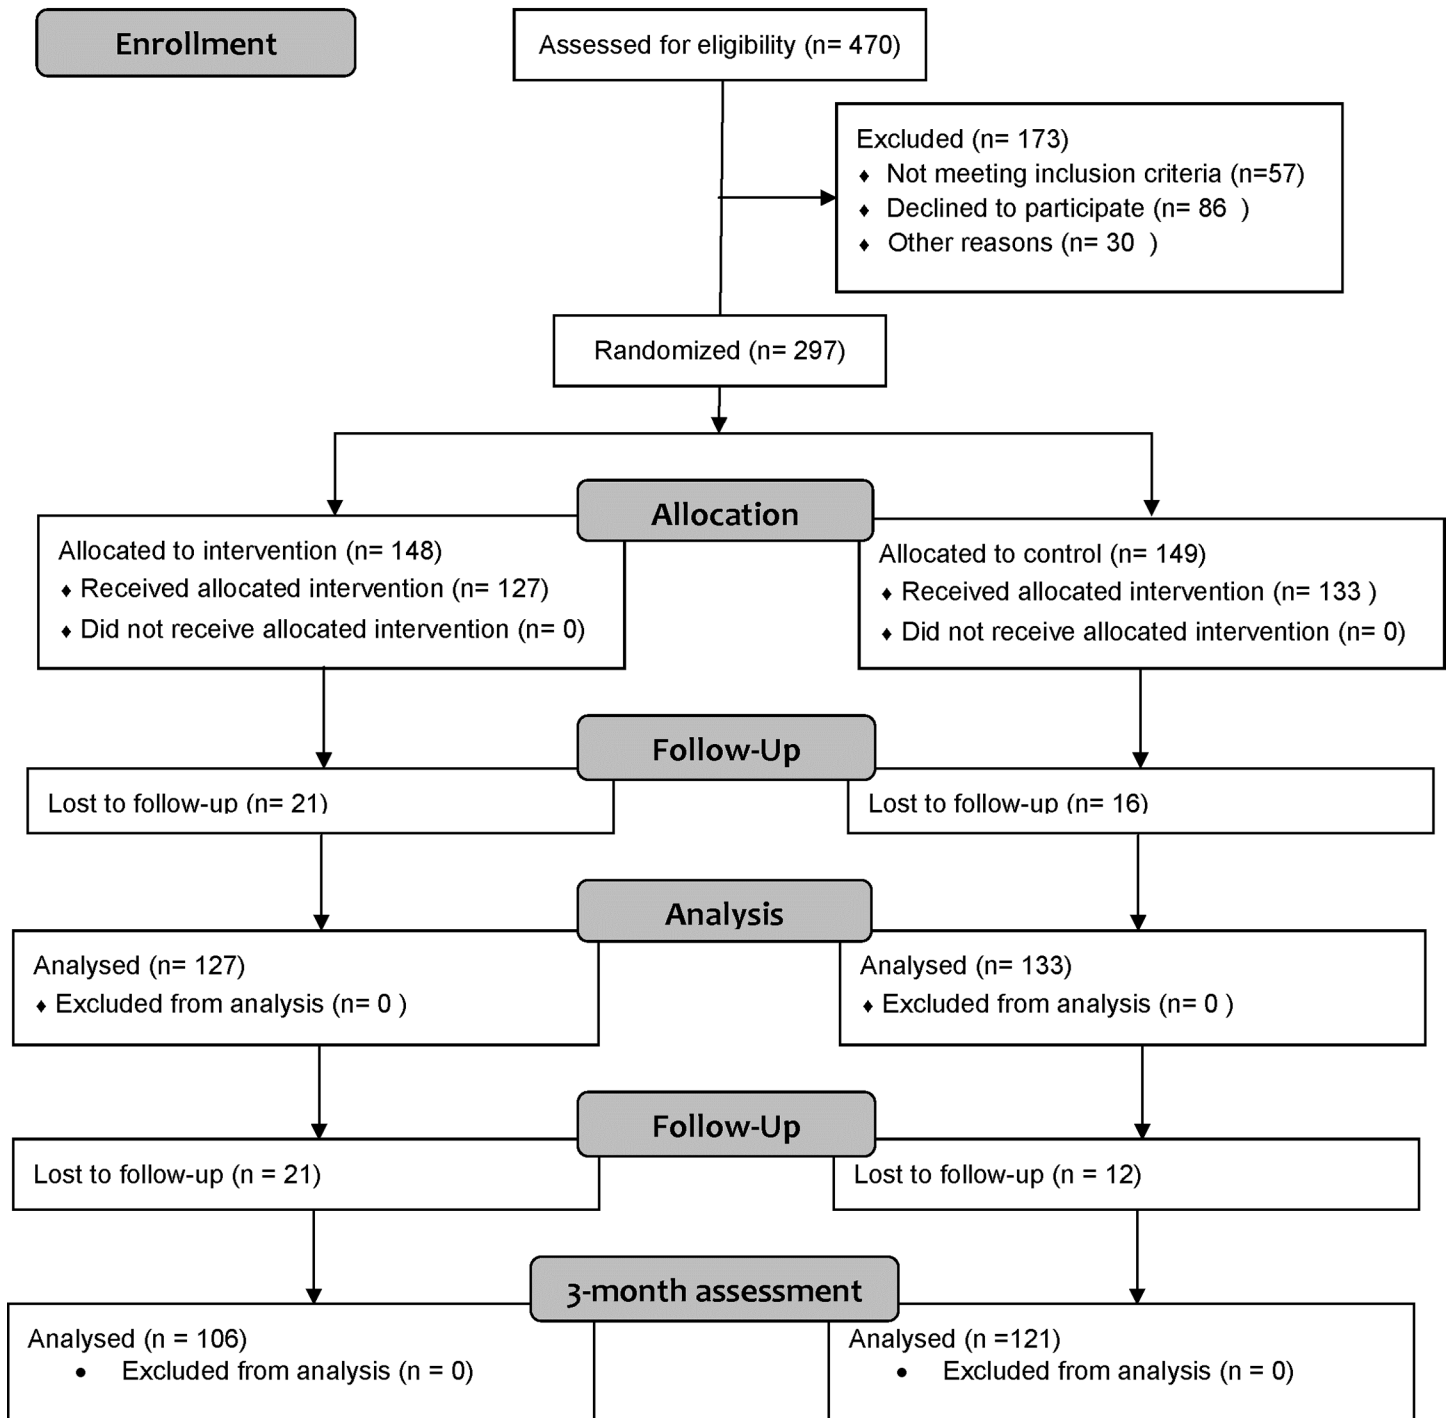 Enrollment
Assessed for eligibility (n= 470)
Excluded (n= 173)
♦ Not meeting inclusion criteria (n=57)
♦ Declined to participate (n= 86 )
♦ Other reasons (n= 30 )
Randomized (n= 297)
Allocation
Allocated to intervention (n= 148)
♦ Received allocated intervention (n= 127)
♦ Did not receive allocated intervention (n= 0)
Allocated to control (n= 149)
♦ Received allocated intervention (n= 133 )
♦ Did not receive allocated intervention (n= 0)
Follow-Up
Lost to follow-up (n= 21)
Lost to follow-up (n= 16)
Analysis
Analysed (n= 127)
♦ Excluded from analysis (n= 0 )
Analysed (n= 133)
♦ Excluded from analysis (n= 0 )
Follow-Up
Lost to follow-up (n = 21)
Lost to follow-up (n = 12)
3-month assessment
Analysed (n = 106)
• Excluded from analysis (n = 0)
Analysed (n =121)
• Excluded from analysis (n = 0)